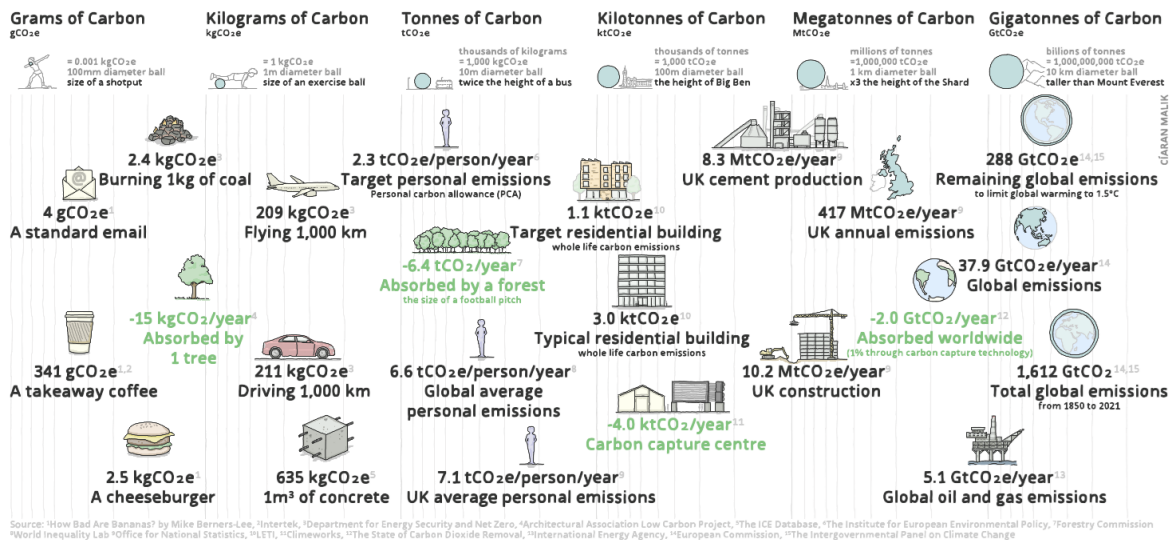 Grams of Carbon
gCO₂e
= 0.001 kgCO₂e
100mm diameter ball
size of a shotput
Kilograms of Carbon
kgCO₂e
= 1 kgCO₂e
1m diameter ball
size of an exercise ball
Tonnes of Carbon
tCO₂e
thousands of kilograms
= 1,000 kgCO₂e
10m diameter ball
twice the height of a bus
Kilotonnes of Carbon
ktCO₂e
thousands of tonnes
= 1,000 tCO₂e
100m diameter ball
the height of Big Ben
Megatonnes of Carbon
MtCO₂e
millions of tonnes
=1,000,000 tCO₂e
1 km diameter ball
x3 the height of the Shard
Gigatonnes of Carbon
GtCO₂e
billions of tonnes
= 1,000,000,000 tCO₂e
10 km diameter ball
taller than Mount Everest
CÍARAN MALIK
2.4 kgCO₂e³
Burning 1kg of coal
@
4 gCO₂e¹
A standard email
-15 kgCO₂/year⁴
Absorbed by
1 tree
341 gCO₂e¹,²
A takeaway coffee
2.5 kgCO₂e¹
A cheeseburger
209 kgCO₂e³
Flying 1,000 km
211 kgCO₂e³
Driving 1,000 km
635 kgCO₂e⁵
1m³ of concrete
2.3 tCO₂e/person/year⁶
Target personal emissions
Personal carbon allowance (PCA)
-6.4 tCO₂/year⁷
Absorbed by a forest
the size of a football pitch
6.6 tCO₂e/person/year⁸
Global average
personal emissions
7.1 tCO₂e/person/year⁹
UK average personal emissions
1.1 ktCO₂e¹⁰
Target residential building
whole life carbon emissions
3.0 ktCO₂e¹⁰
Typical residential building
whole life carbon emissions
-4.0 ktCO₂/year¹¹
Carbon capture centre
8.3 MtCO₂e/year⁹
UK cement production
417 MtCO₂e/year⁹
UK annual emissions
10.2 MtCO₂e/year⁹
UK construction
-2.0 GtCO₂/year¹²
Absorbed worldwide
(1% through carbon capture technology)
288 GtCO₂e¹⁴,¹⁵
Remaining global emissions
to limit global warming to 1.5°C
37.9 GtCO₂e/year¹⁴
Global emissions
1,612 GtCO₂¹⁴,¹⁵
Total global emissions
from 1850 to 2021
5.1 GtCO₂e/year¹³
Global oil and gas emissions
Source: ¹How Bad Are Bananas? by Mike Berners-Lee, ²Intertek, ³Department for Energy Security and Net Zero, ⁴Architectural Association Low Carbon Project, ⁵The ICE Database, ⁶The Institute for European Environmental Policy, ⁷Forestry Commission
⁸World Inequality Lab ⁹Office for National Statistics, ¹⁰LETI, ¹¹Climeworks, ¹²The State of Carbon Dioxide Removal, ¹³International Energy Agency, ¹⁴European Commission, ¹⁵The Intergovernmental Panel on Climate Change